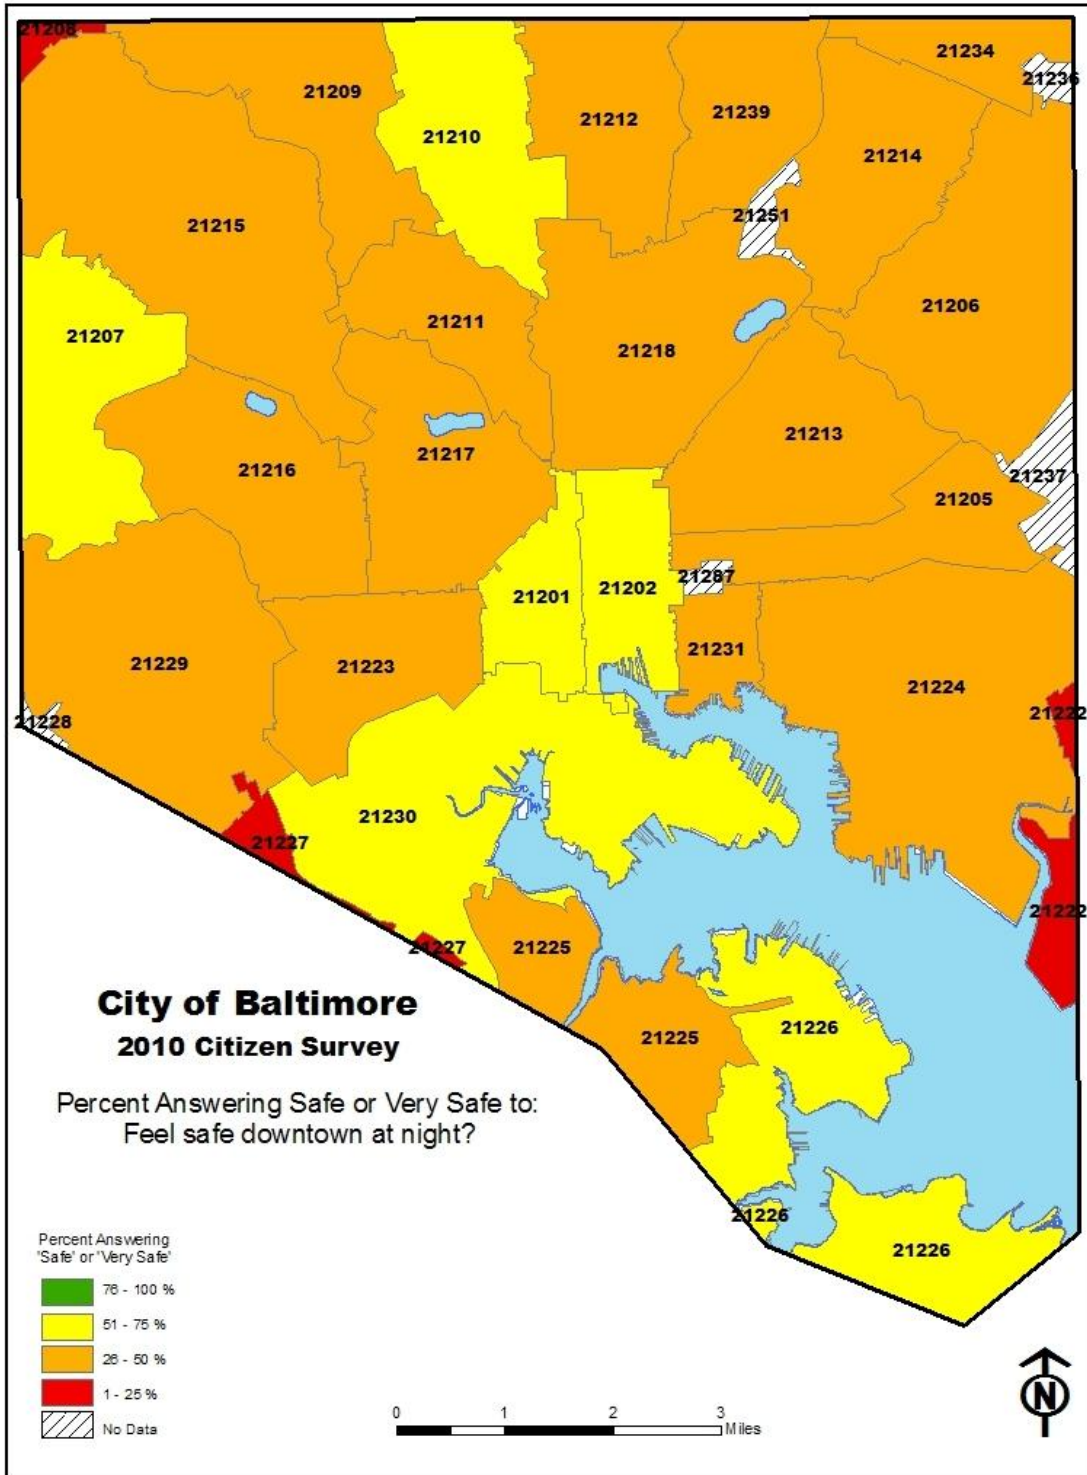 21208
21234
21236
21209
21210
21212
21239
21214
21251
21215
21206
21207
21211
21218
21213
21217
21216
21237
21205
21287
21201
21202
21231
21229
21223
21224
21222
21228
21230
21227
21222
21227
21225
City of Baltimore
2010 Citizen Survey
21226
21225
Percent Answering Safe or Very Safe to:
Feel safe downtown at night?
21226
21226
Percent Answering
'Safe' or 'Very Safe'
76 - 100 %
51 - 75 %
26 - 50 %
1 - 25 %
No Data
0 1 2 3
Miles
N